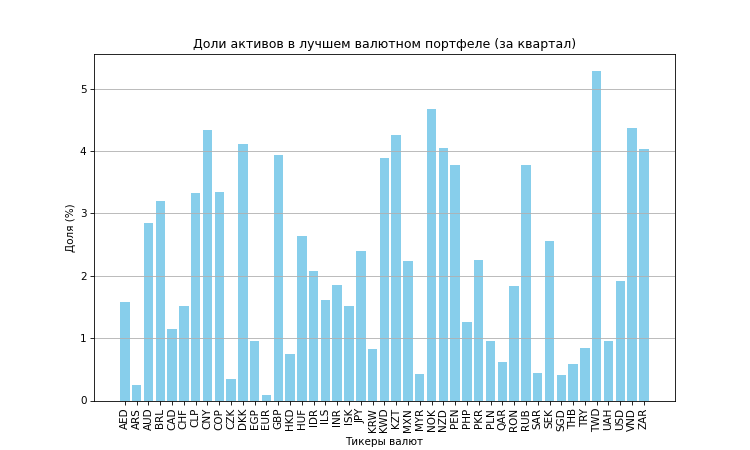 Доли активов в лучшем валютном портфеле (за квартал)
Доля (%)
5
4
3
2
1
0
AED ARS AUD BRL CAD CHF CLP CNY COP CZK DKK EGP EUR GBP HKD HUF IDR ILS INR ISK JPY KRW KWD KZT MXN MYR NOK NZD PEN PHP PKR PLN QAR RON RUB SAR SEK SGD THB TRY TWD UAH USD VND ZAR
Тикеры валют